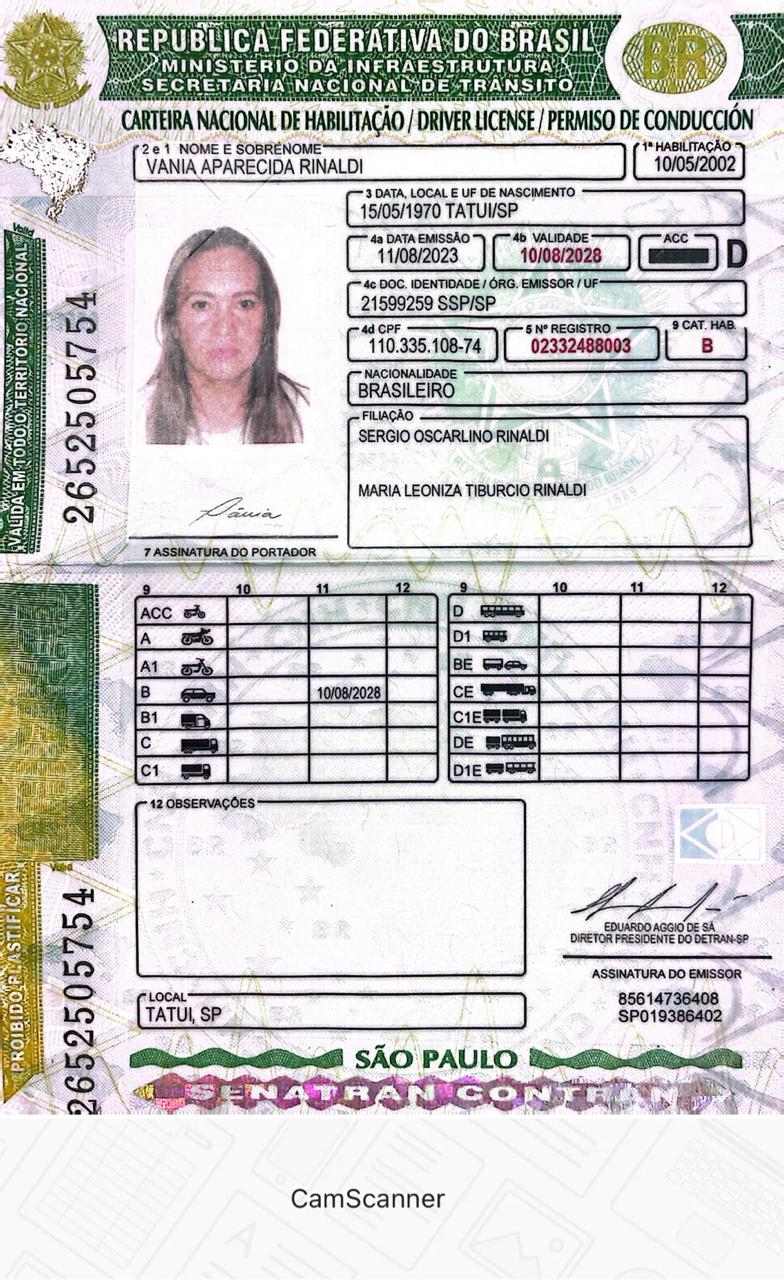 REPÚBLICA FEDERATIVA DO BRASIL
MINISTÉRIO DA INFRAESTRUTURA
SECRETARIA NACIONAL DE TRÂNSITO
BR
CARTEIRA NACIONAL DE HABILITAÇÃO / DRIVER LICENSE / PERMISO DE CONDUCCIÓN
2 e 1 NOME E SOBRENOME
VANIA APARECIDA RINALDI
1ª HABILITAÇÃO
10/05/2002
3 DATA, LOCAL E UF DE NASCIMENTO
15/05/1970 TATUI/SP
4a DATA EMISSÃO
11/08/2023
4b VALIDADE
10/08/2028
ACC
D
4c DOC. IDENTIDADE / ÓRG. EMISSOR / UF
21599259 SSP/SP
4d CPF
110.335.108-74
5 Nº REGISTRO
02332488003
9 CAT. HAB.
B
NACIONALIDADE
BRASILEIRO
FILIAÇÃO
SERGIO OSCARLINO RINALDI
MARIA LEONIZA TIBURCIO RINALDI
Vânia
7 ASSINATURA DO PORTADOR
VÁLIDA EM TODO O TERRITÓRIO NACIONAL
2652505754
9 10 11 12 9 10 11 12
ACC D
A D1
A1 BE
B 10/08/2028 CE
B1 C1E
C DE
C1 D1E
12 OBSERVAÇÕES
EDUARDO AGGIO DE SÁ
DIRETOR PRESIDENTE DO DETRAN-SP
ASSINATURA DO EMISSOR
85614736408
SP019386402
LOCAL
TATUI, SP
PROIBIDO PLASTIFICAR
2652505754
SÃO PAULO
SENATRAN CONTRAN
CamScanner